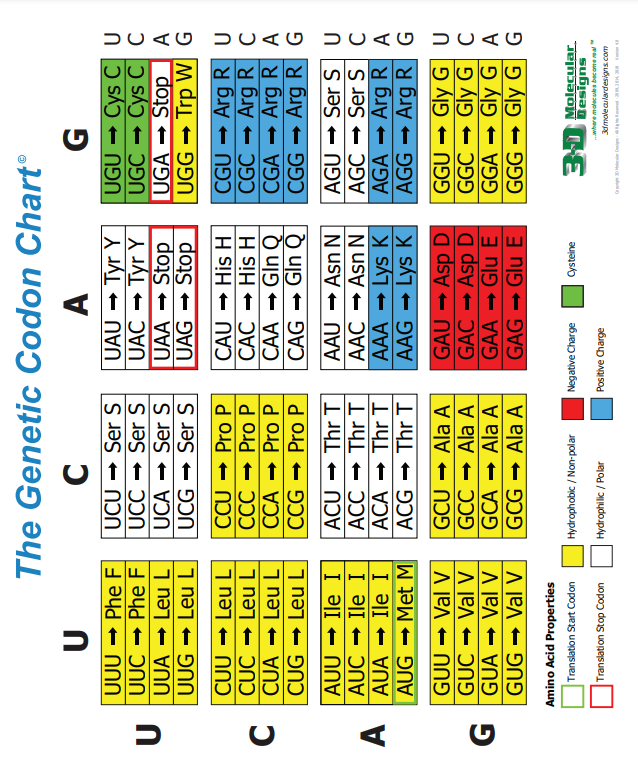 The Genetic Codon Chart©
U C A G
U
UUU → Phe F UCU → Ser S UAU → Tyr Y UGU → Cys C U
UUC → Phe F UCC → Ser S UAC → Tyr Y UGC → Cys C C
UUA → Leu L UCA → Ser S UAA → Stop UGA → Stop A
UUG → Leu L UCG → Ser S UAG → Stop UGG → Trp W G
C
CUU → Leu L CCU → Pro P CAU → His H CGU → Arg R U
CUC → Leu L CCC → Pro P CAC → His H CGC → Arg R C
CUA → Leu L CCA → Pro P CAA → Gln Q CGA → Arg R A
CUG → Leu L CCG → Pro P CAG → Gln Q CGG → Arg R G
A
AUU → Ile I ACU → Thr T AAU → Asn N AGU → Ser S U
AUC → Ile I ACC → Thr T AAC → Asn N AGC → Ser S C
AUA → Ile I ACA → Thr T AAA → Lys K AGA → Arg R A
AUG → Met M ACG → Thr T AAG → Lys K AGG → Arg R G
G
GUU → Val V GCU → Ala A GAU → Asp D GGU → Gly G U
GUC → Val V GCC → Ala A GAC → Asp D GGC → Gly G C
GUA → Val V GCA → Ala A GAA → Glu E GGA → Gly G A
GUG → Val V GCG → Ala A GAG → Glu E GGG → Gly G G
Amino Acid Properties
Translation Start Codon Hydrophobic / Non-polar Negative Charge Cysteine
Translation Stop Codon Hydrophilic / Polar Positive Charge
3D Molecular Designs
...where molecules become real™
3dmoleculardesigns.com